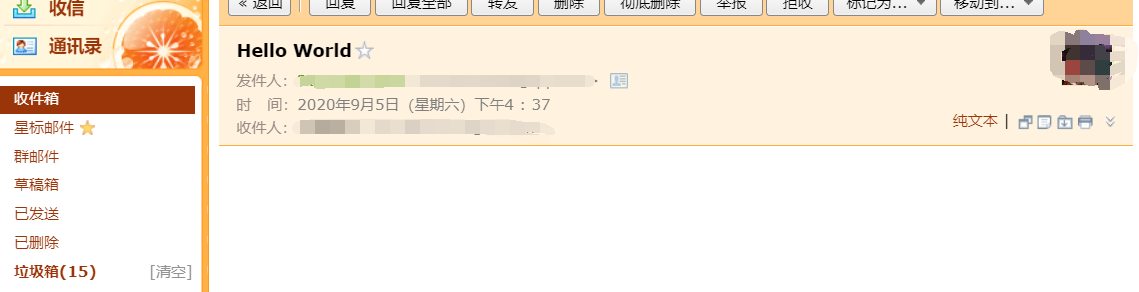 收信
« 返回 回复 回复全部 转发 删除 彻底删除 举报 拒收 标记为... 移动到...
通讯录
Hello World
发件人：
时 间：2020年9月5日（星期六）下午4：37
收件人：
纯文本 |
收件箱
星标邮件
群邮件
草稿箱
已发送
已删除
垃圾箱(15) [清空]